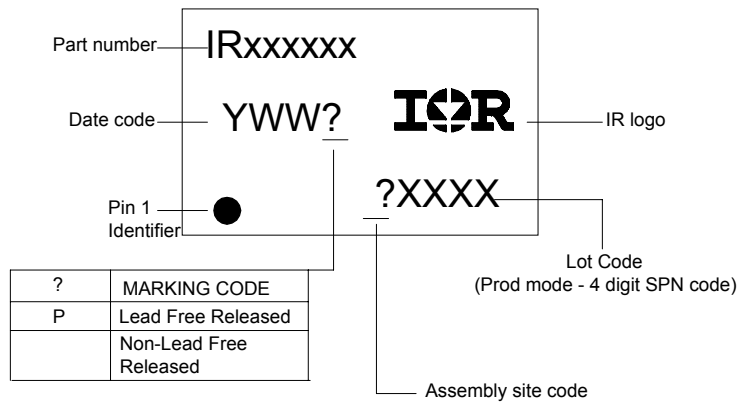 Part number
IRxxxxxx
Date code
YWW?
IOR
IR logo
Pin 1
Identifier
?XXXX
Lot Code
(Prod mode - 4 digit SPN code)
? MARKING CODE
P Lead Free Released
Non-Lead Free
Released
Assembly site code